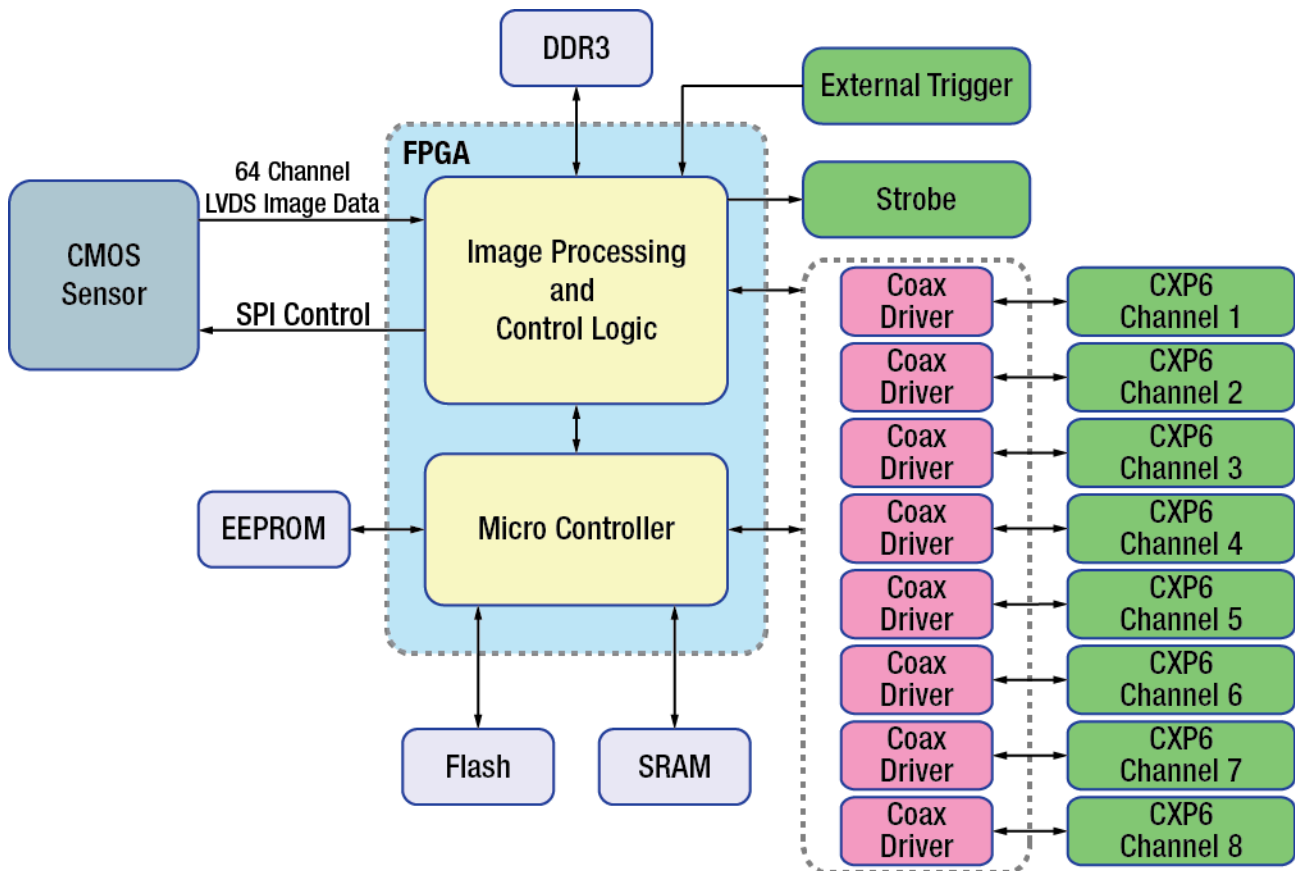 DDR3
External Trigger
FPGA
64 Channel
LVDS Image Data
Strobe
CMOS
Sensor
Image Processing
and
Control Logic
SPI Control
Coax
Driver
CXP6
Channel 1
Coax
Driver
CXP6
Channel 2
Coax
Driver
CXP6
Channel 3
EEPROM
Micro Controller
Coax
Driver
CXP6
Channel 4
Coax
Driver
CXP6
Channel 5
Coax
Driver
CXP6
Channel 6
Flash
SRAM
Coax
Driver
CXP6
Channel 7
Coax
Driver
CXP6
Channel 8